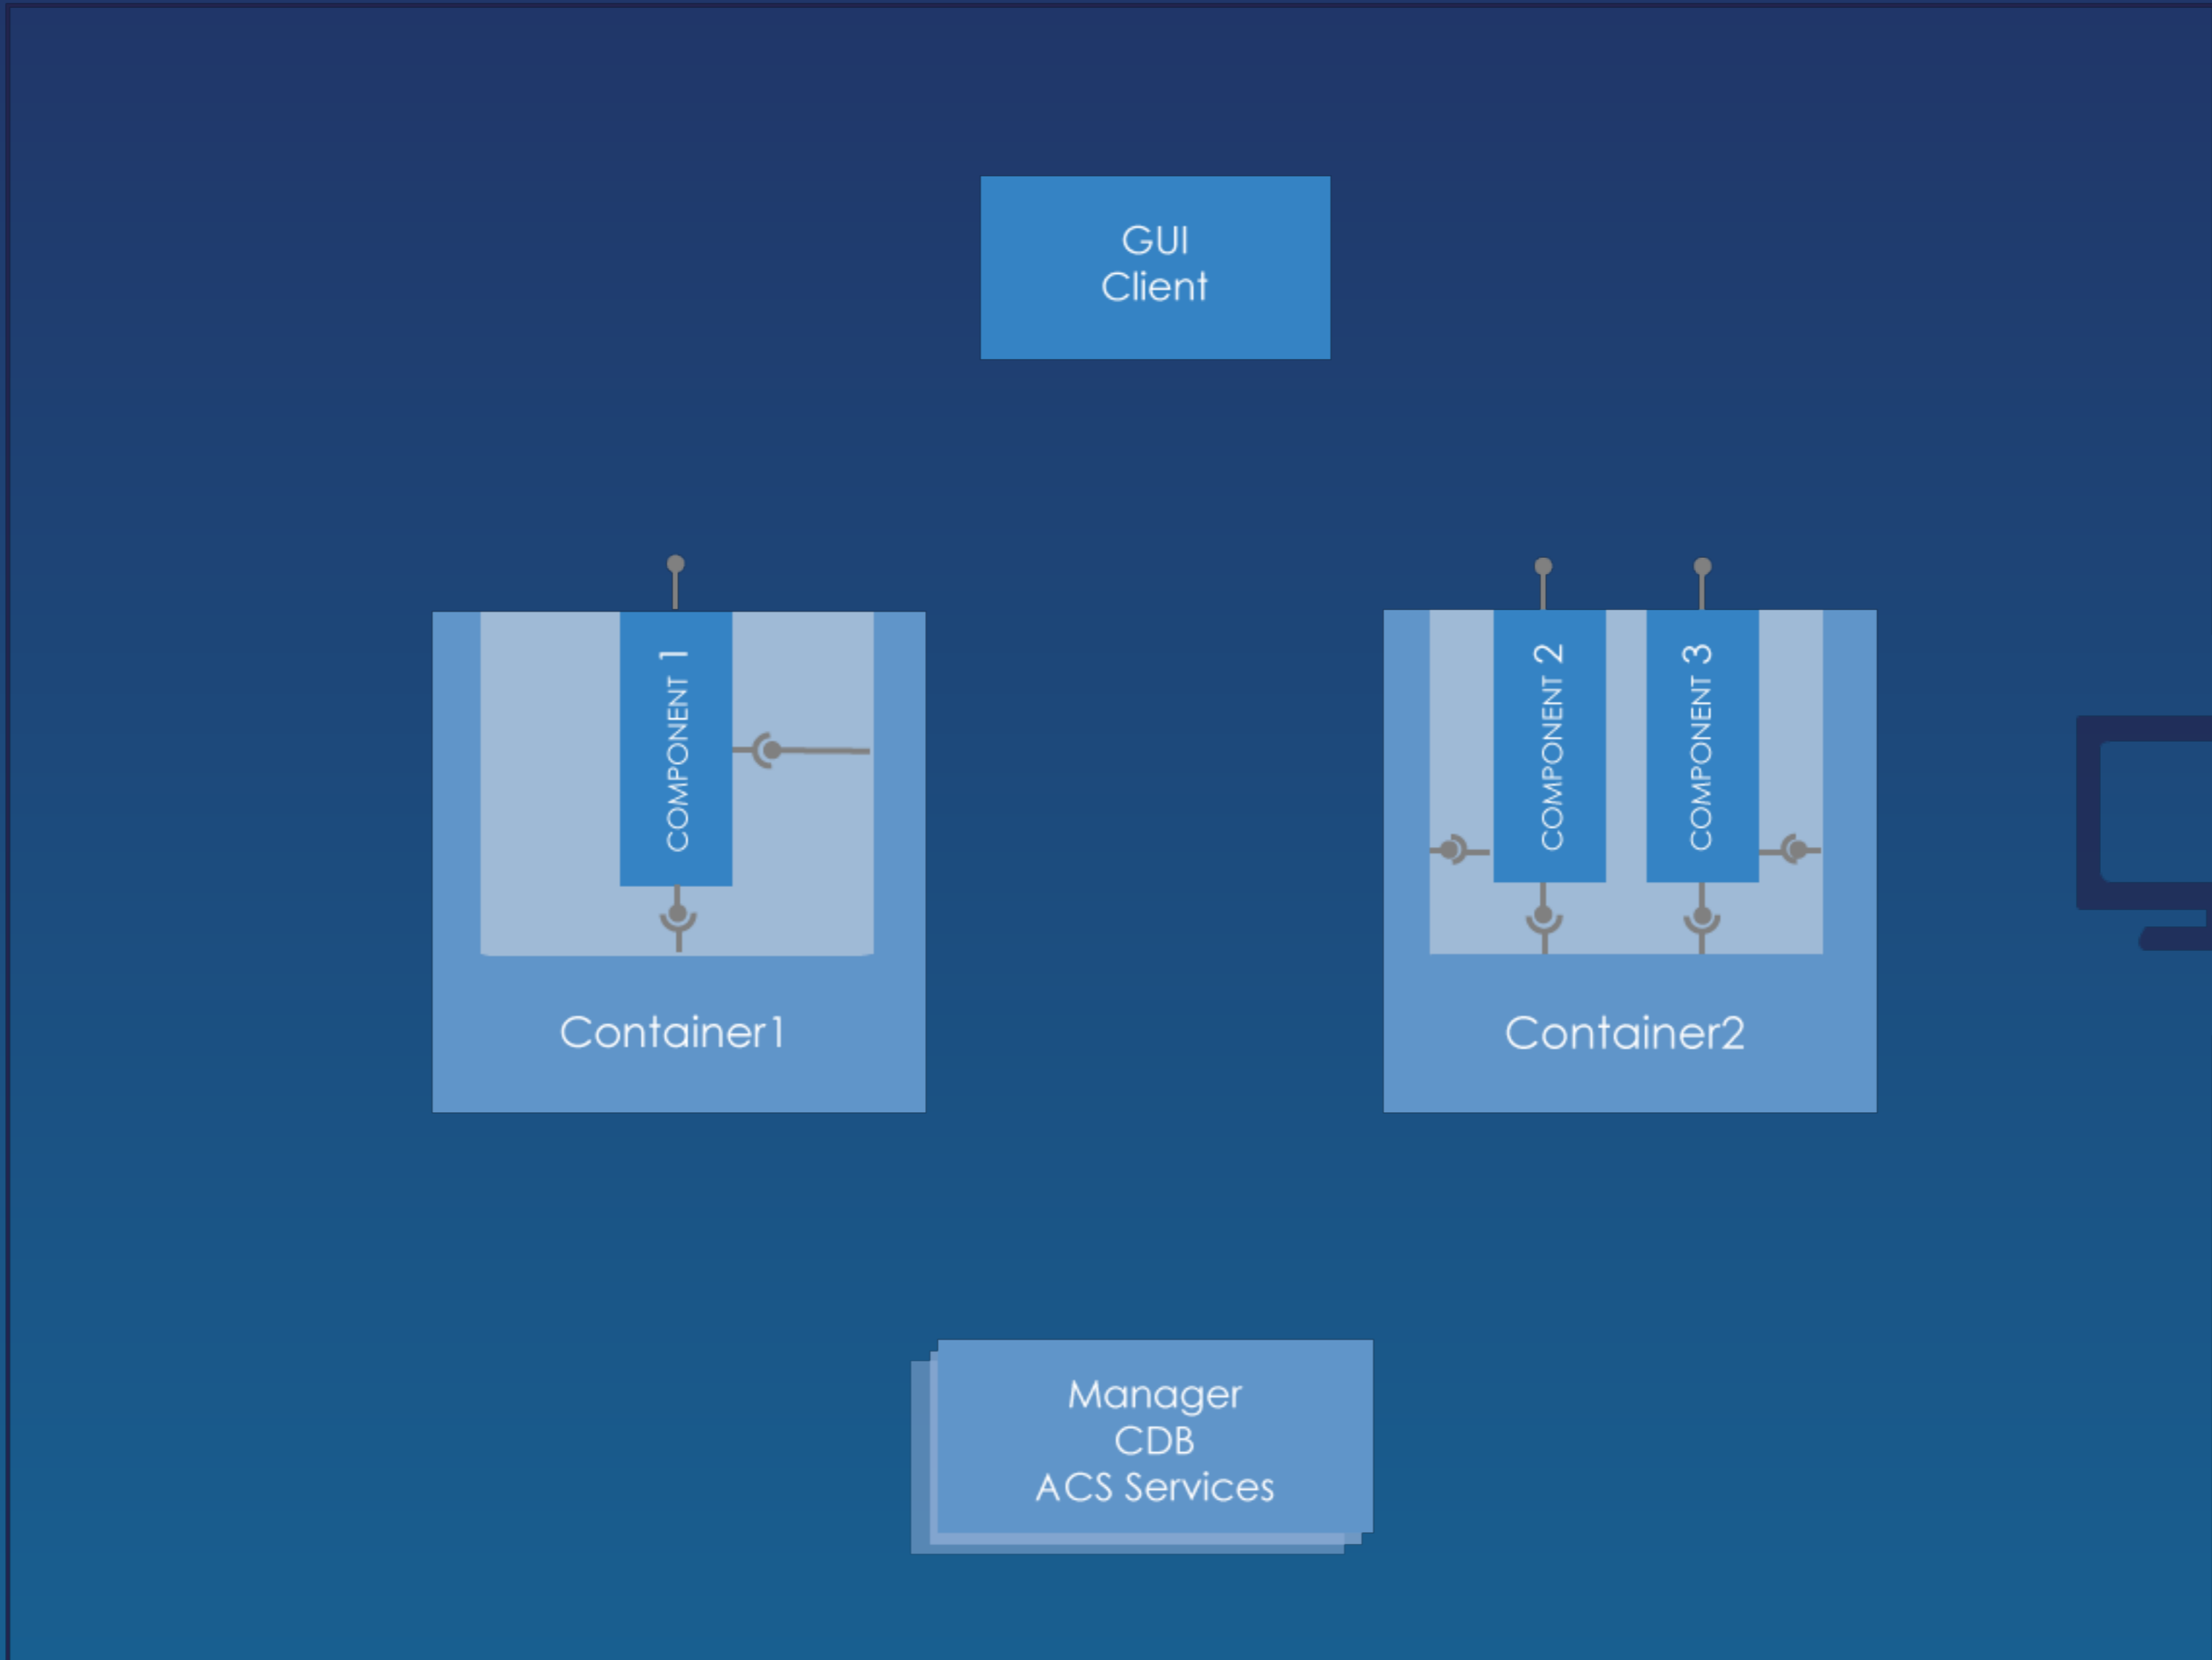 GUI
Client
COMPONENT 1
COMPONENT 2
COMPONENT 3
Container1
Container2
Manager
CDB
ACS Services